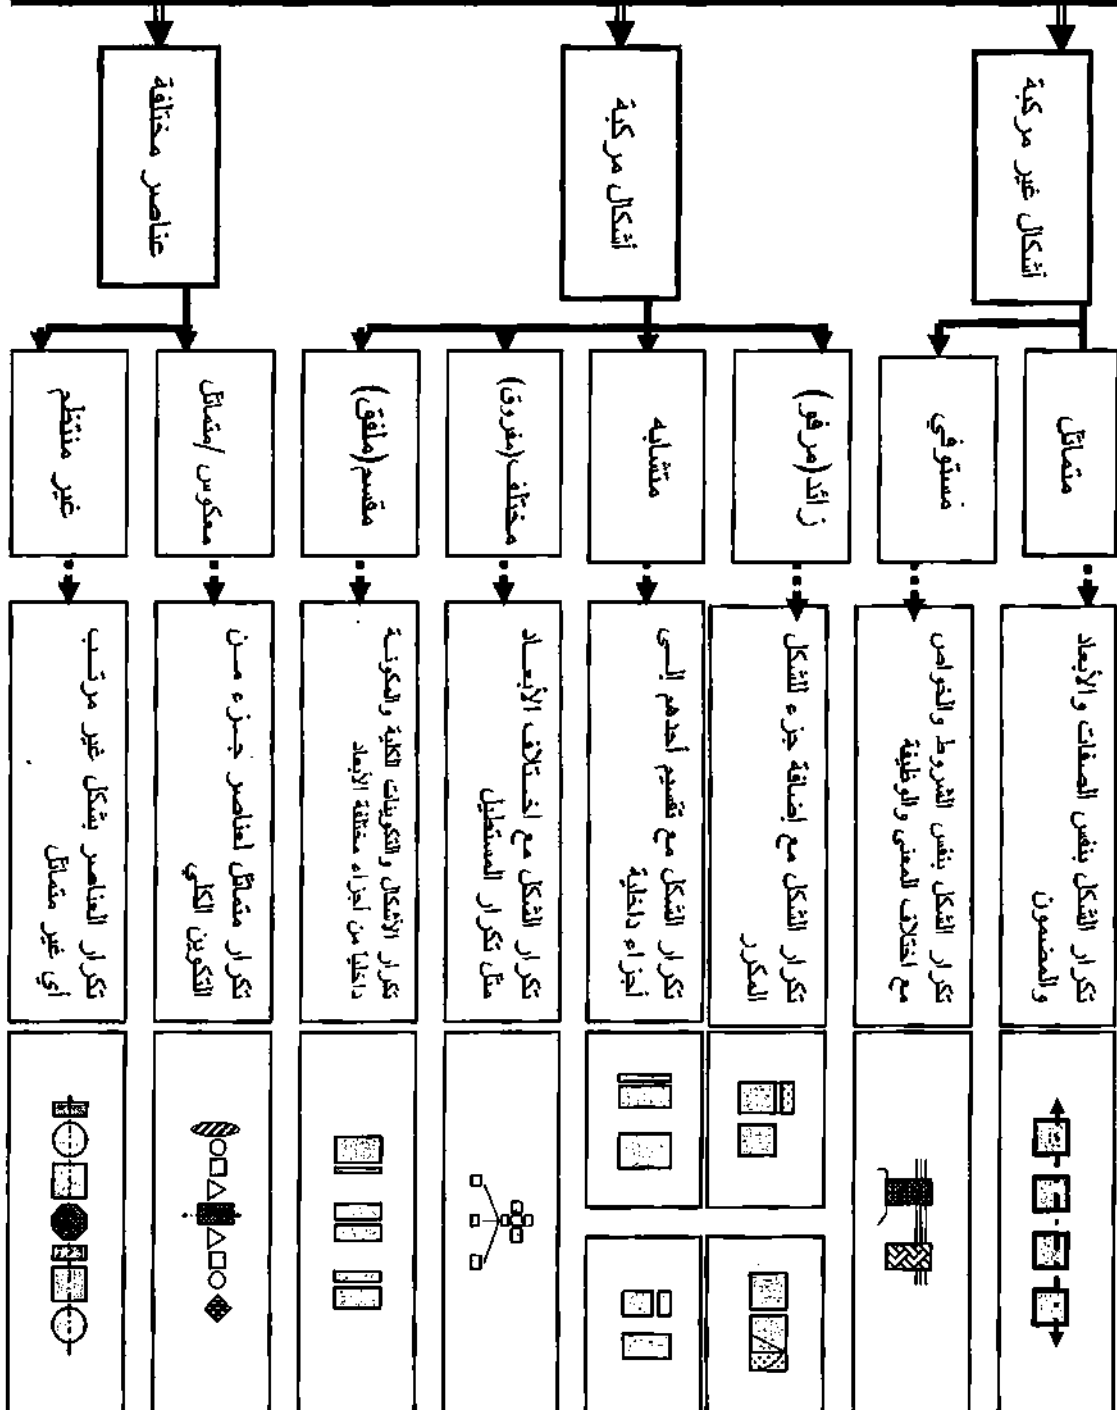 أشكال غير مركبة
متماثل
تكرار الشكل بنفس الصفات والأبعاد
والمضمون
مستوفي
تكرار الشكل بنفس الشروط والخواص
مع اختلاف المعنى والوظيفة
أشكال مركبة
زائد(مرفو)
تكرار الشكل مع إضافة جزء للشكل
المكرر
متشابه
تكرار الشكل مع تقسيم أحدهم إلى
أجزاء داخلية
مختلف(مفروق)
تكرار الشكل مع اختلاف الأبعاد
مثل تكرار المستطيل
مقسم(ملفق)
تكرار الأشكال والتكوينات الكلية والمكونة
داخلياً من أجزاء مختلفة الأبعاد
عناصر مختلفة
معكوس/متماثل
تكرار متماثل لعناصر جزء من
التكوين الكلي
غير منتظم
تكرار العناصر بشكل غير مرتب
أي غير متماثل